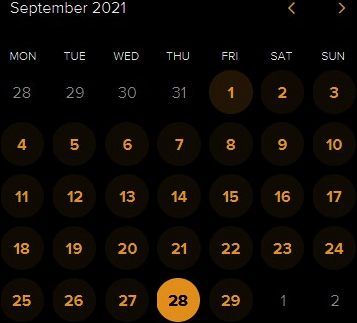 September 2021
MON TUE WED THU FRI SAT SUN
28 29 30 31 1 2 3
4 5 6 7 8 9 10
11 12 13 14 15 16 17
18 19 20 21 22 23 24
25 26 27 28 29 1 2